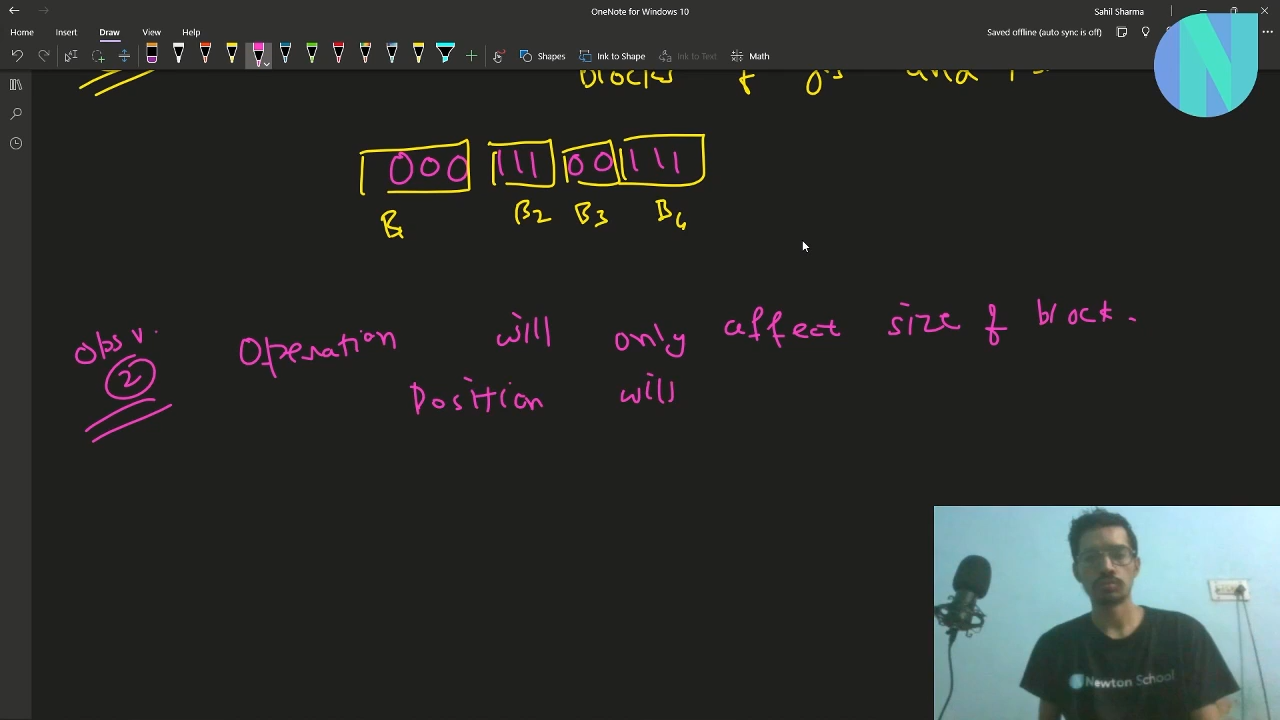 OneNote for Windows 10
Sahil Sharma
Home Insert Draw View Help
Saved offline (auto sync is off)
Shapes Ink to Shape Ink to Text Math
blocks of 0's and
000 111 00 111
B1 B2 B3 B4
Obsv. Operation will only affect size of block.
2 Position will
Newton School